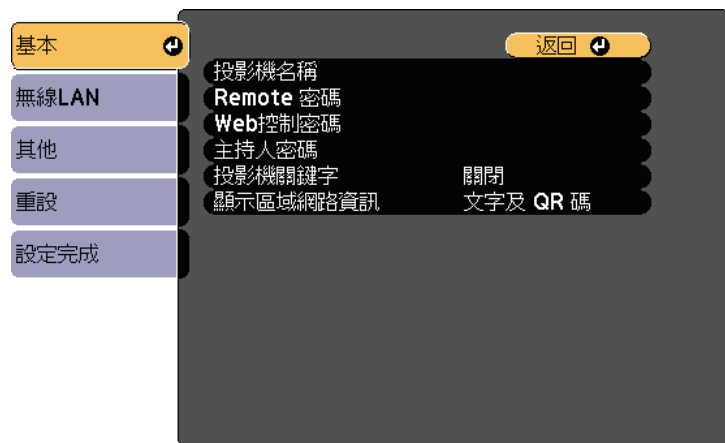 基本
無線LAN
其他
重設
設定完成
返回
投影機名稱
Remote 密碼
Web控制密碼
主持人密碼
投影機關鍵字 關閉
顯示區域網路資訊 文字及 QR 碼